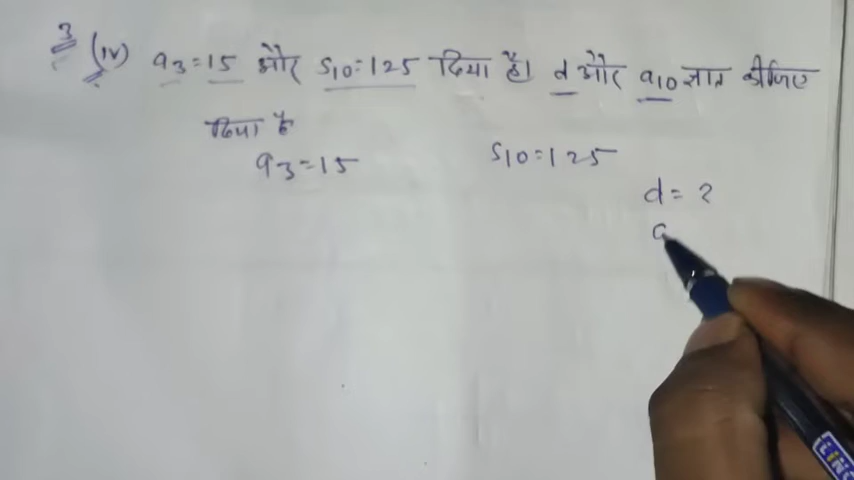 3 (iv) a3=15 और S10=125 दिया है। d और a10 ज्ञात कीजिए
दिया है
a3=15 S10=125
d= ?
a